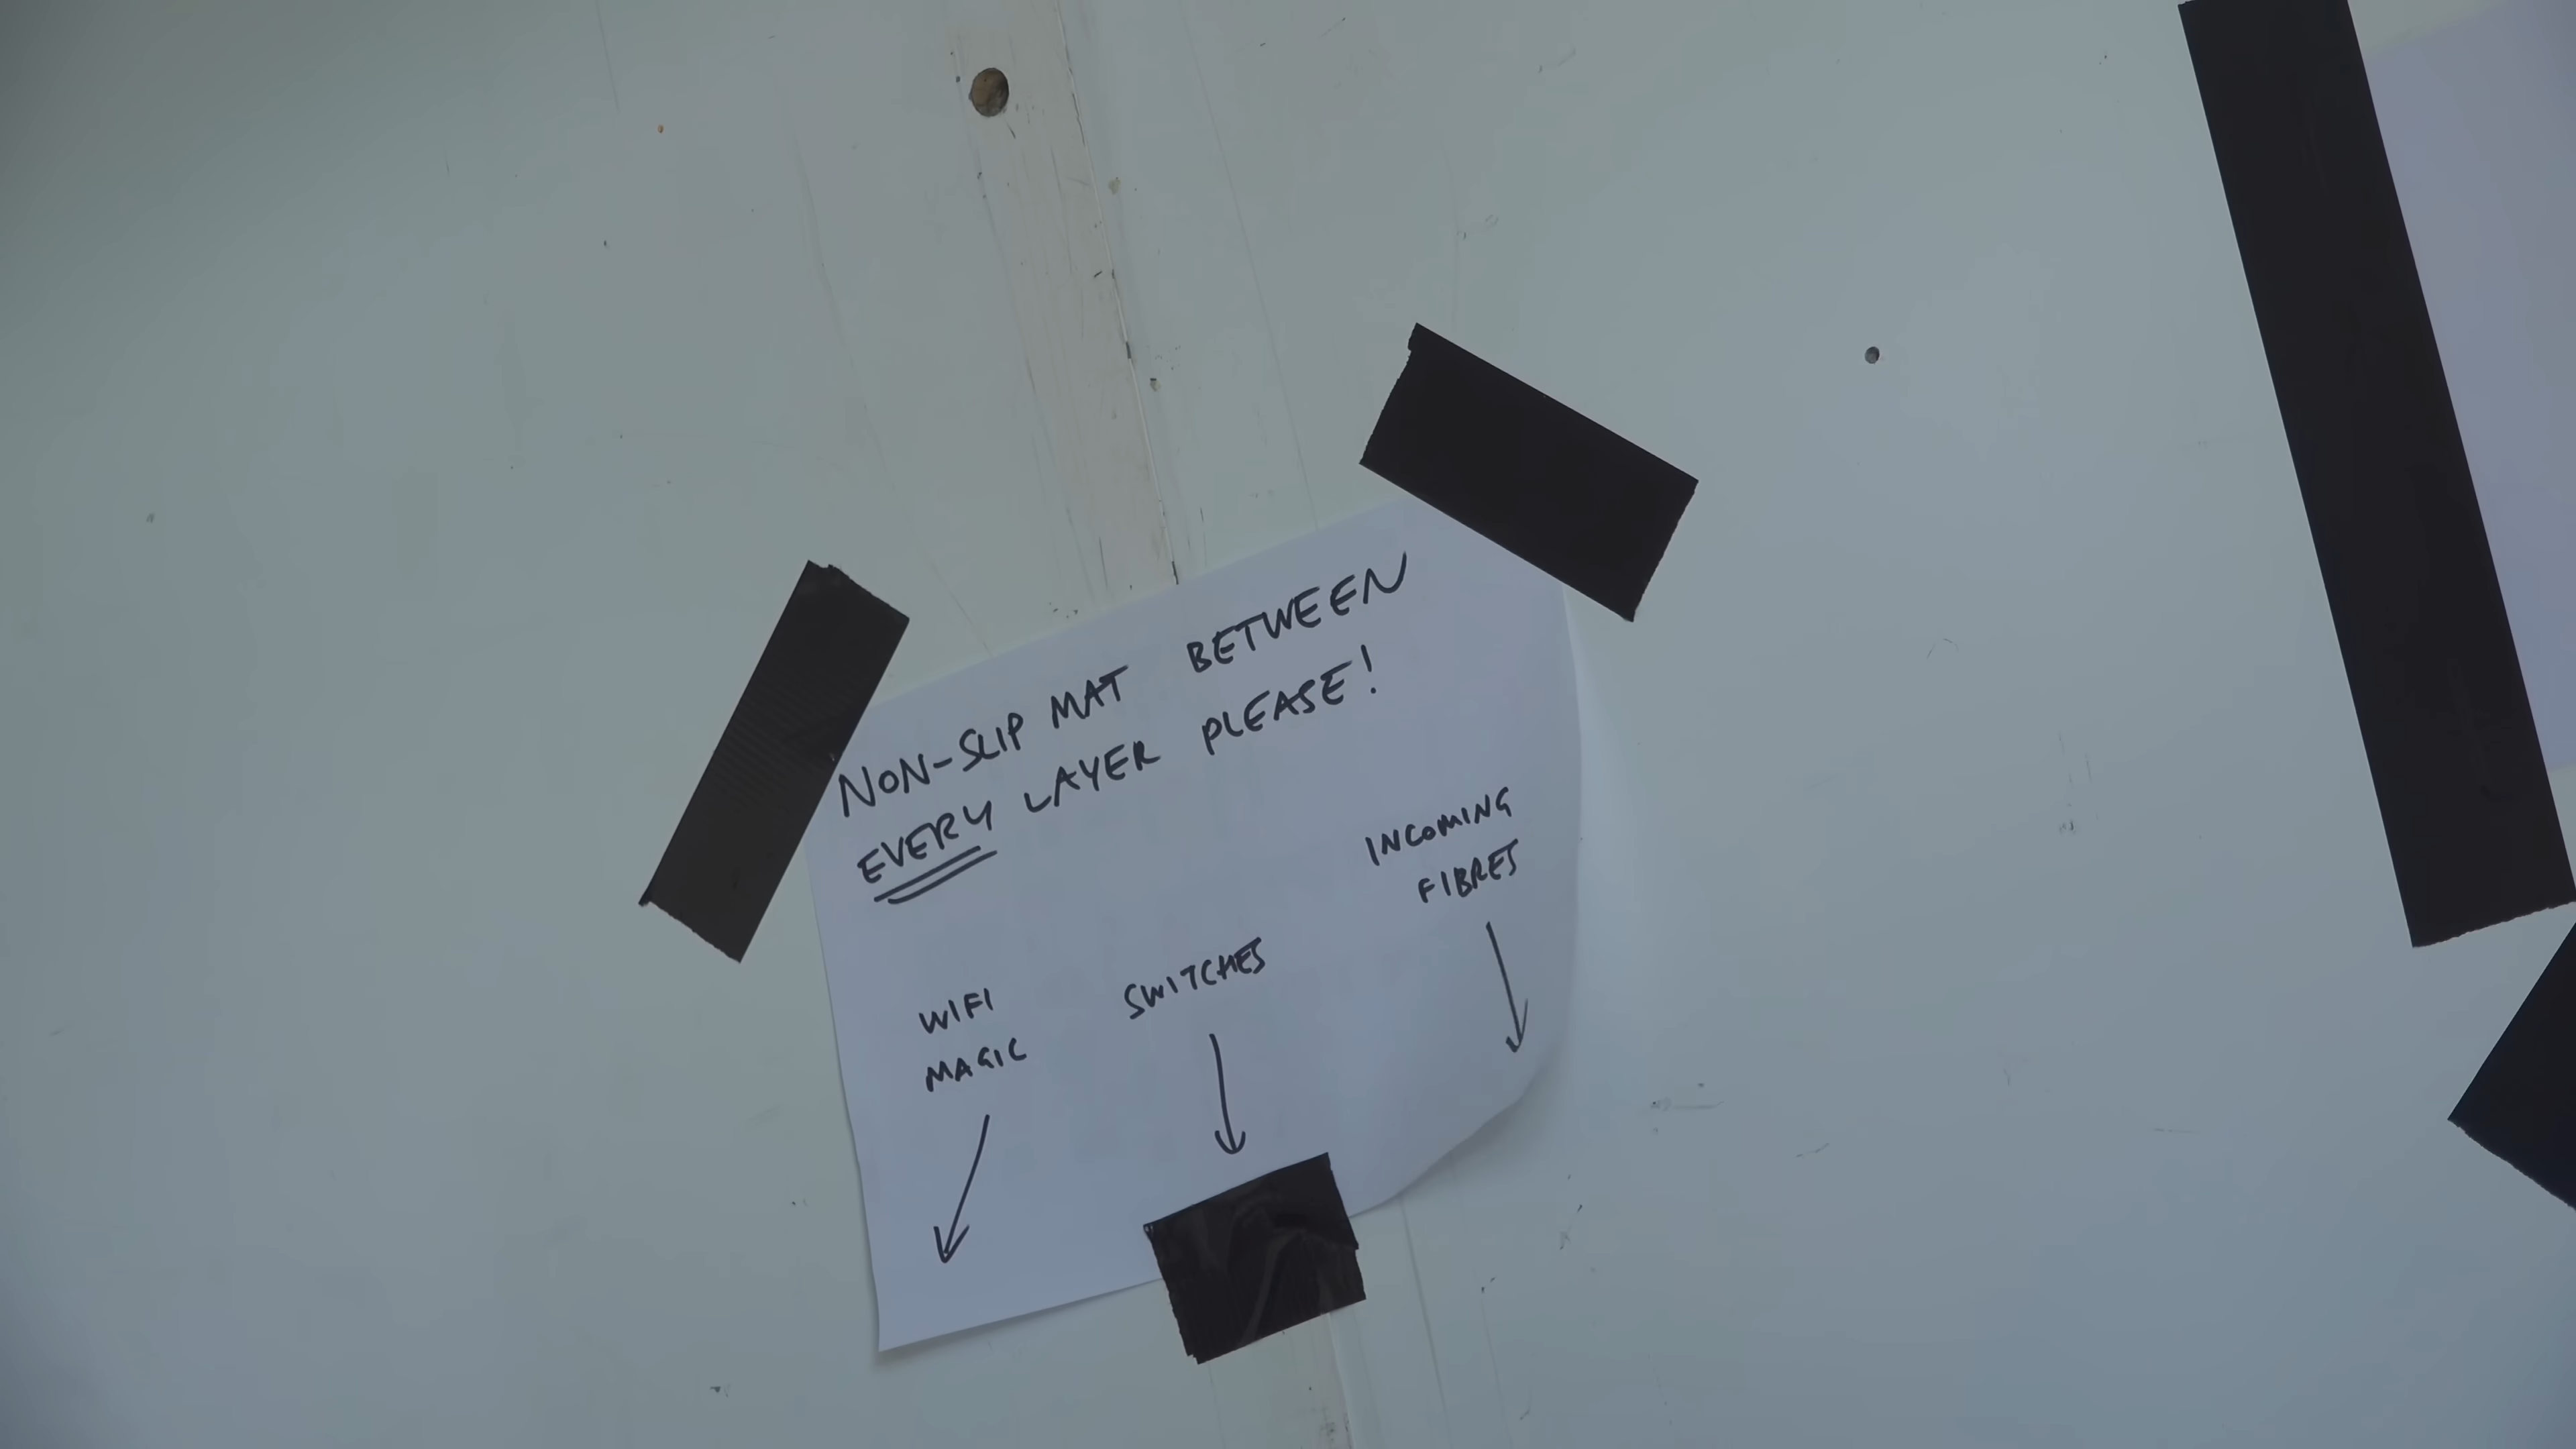 NON-SLIP MAT BETWEEN
EVERY LAYER PLEASE!
WIFI
MAGIC
SWITCHES
INCOMING
FIBRES